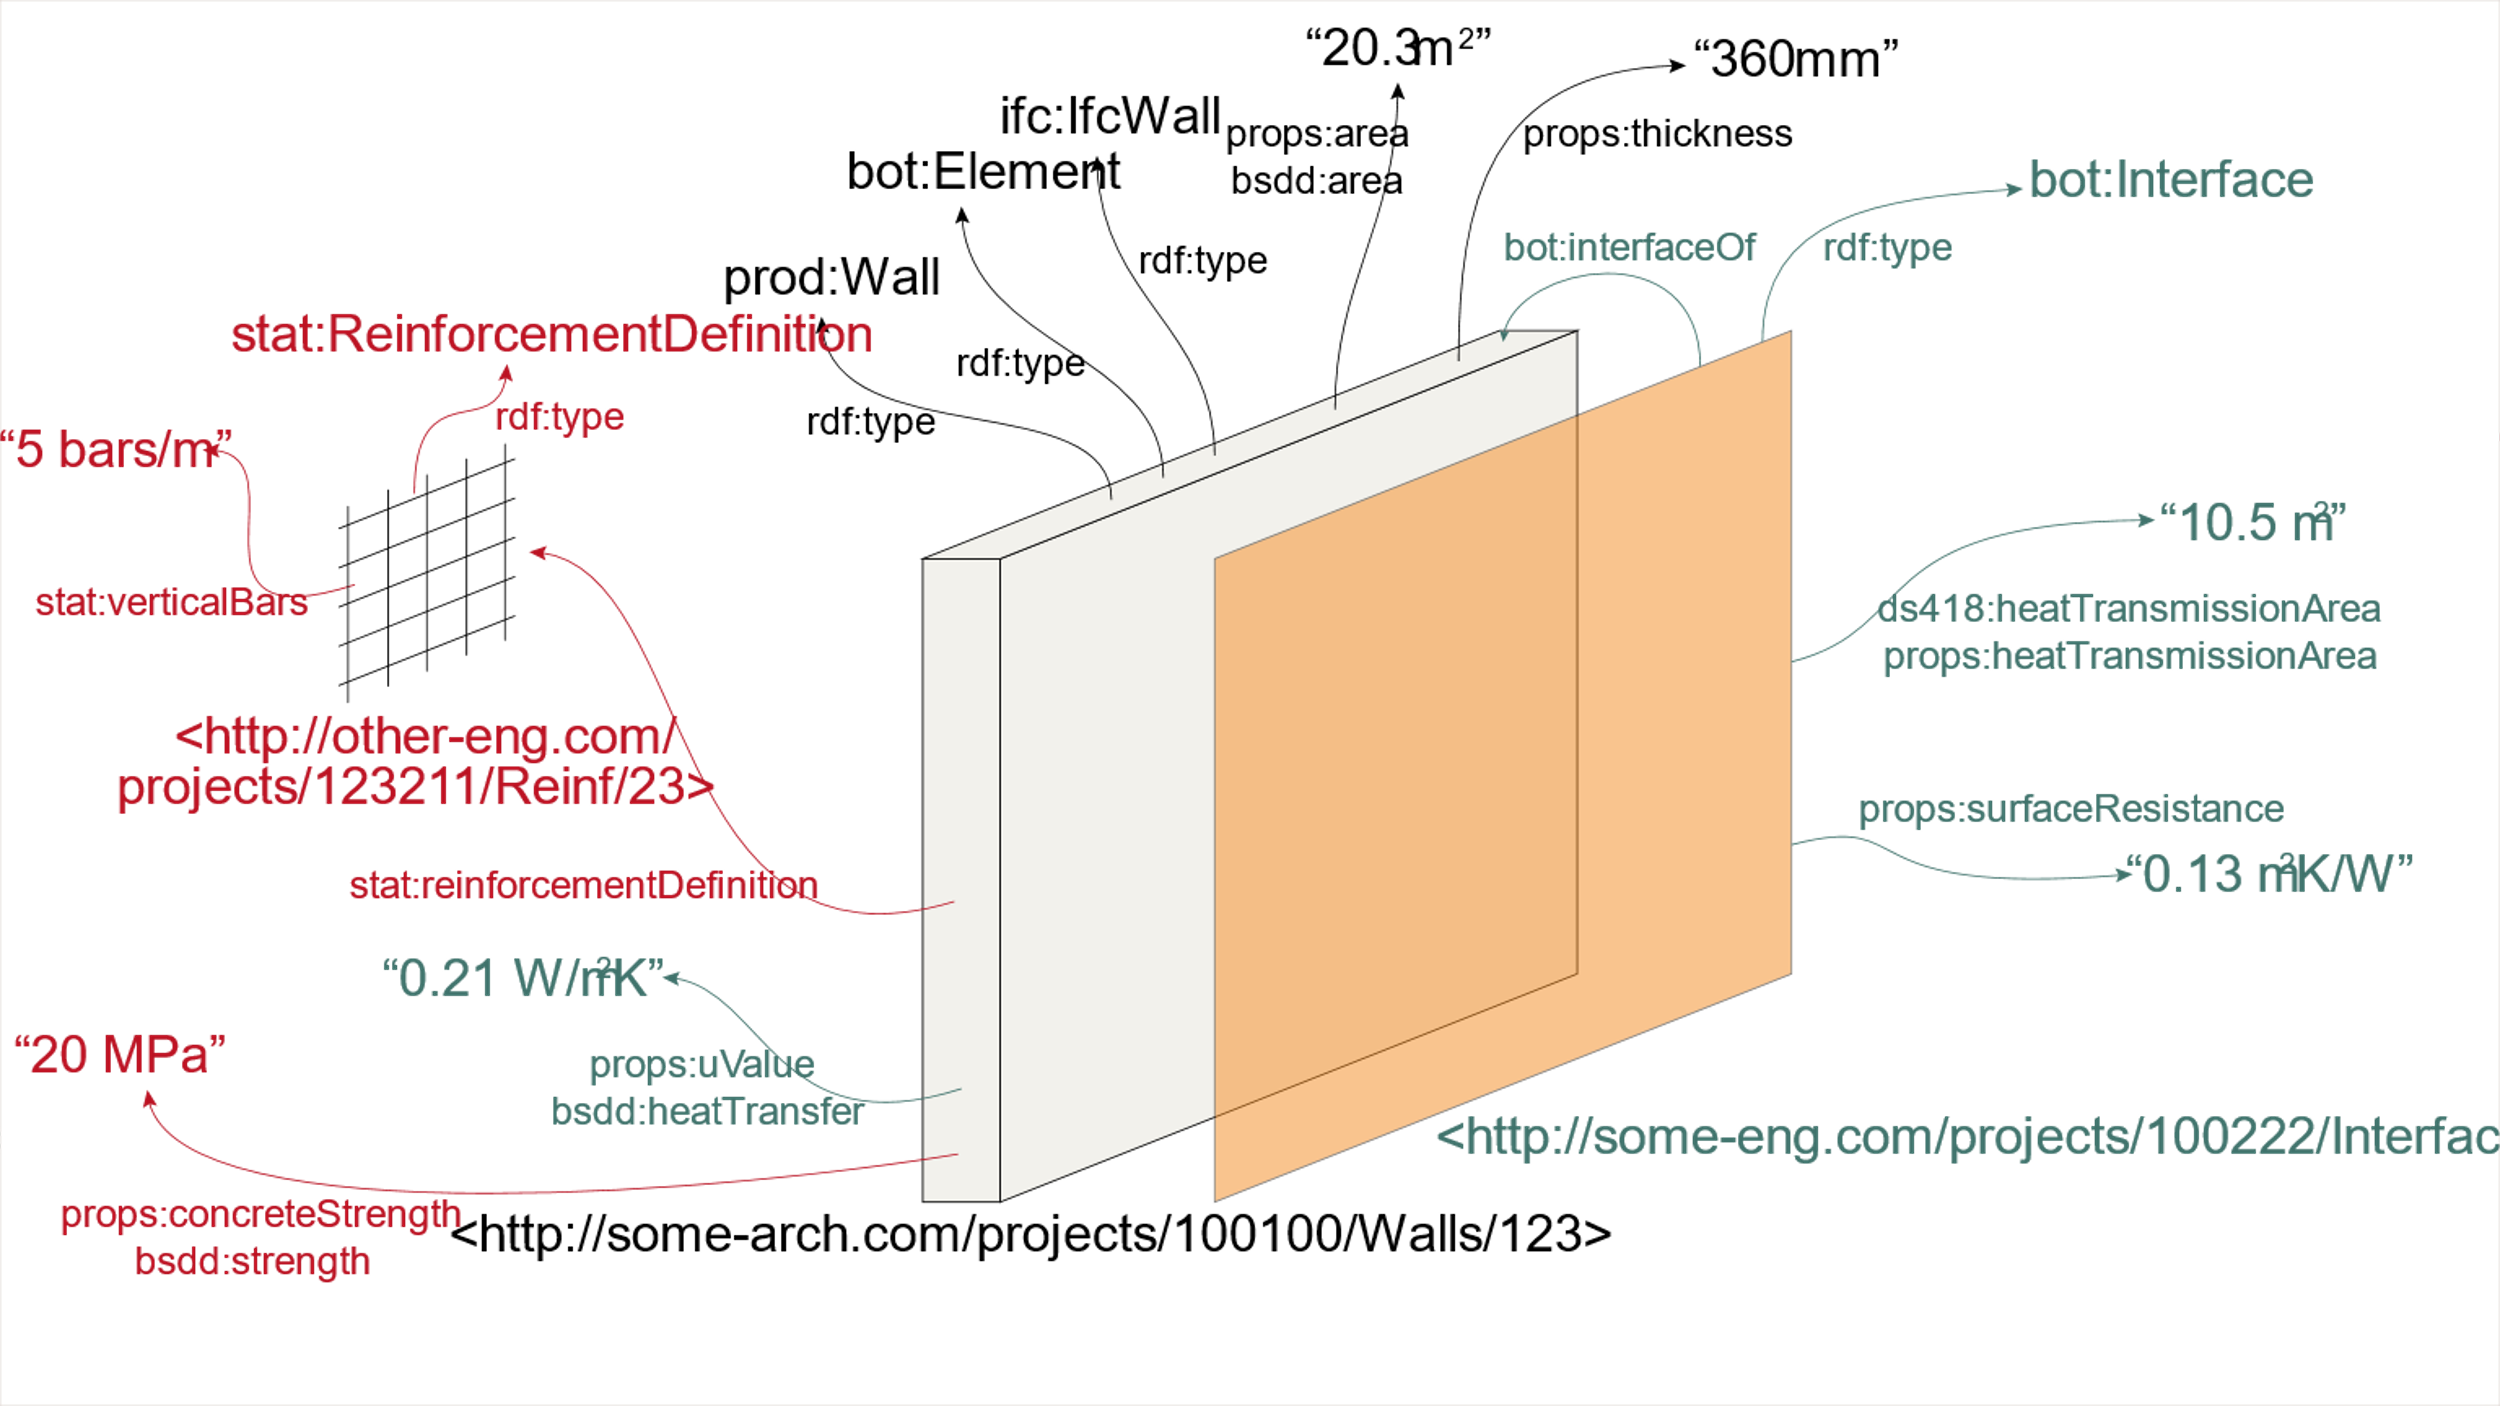 “20.3m²”
“360mm”
ifc:IfcWall
props:area
props:thickness
bot:Element
bsdd:area
bot:Interface
bot:interfaceOf
rdf:type
rdf:type
prod:Wall
stat:ReinforcementDefinition
rdf:type
rdf:type
rdf:type
“5 bars/m”
“10.5 m²”
stat:verticalBars
ds418:heatTransmissionArea
props:heatTransmissionArea
<http://other-eng.com/
projects/123211/Reinf/23>
props:surfaceResistance
“0.13 m²K/W”
stat:reinforcementDefinition
“0.21 W/m²K”
“20 MPa”
props:uValue
bsdd:heatTransfer
<http://some-eng.com/projects/100222/Interfac
props:concreteStrength
<http://some-arch.com/projects/100100/Walls/123>
bsdd:strength